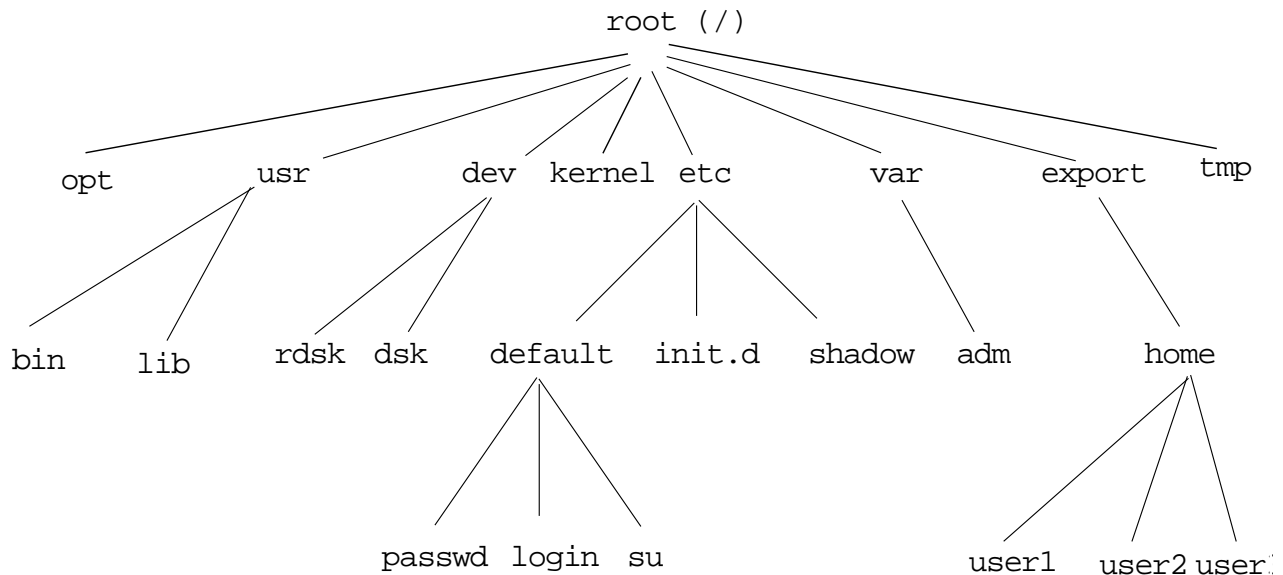 root (/)
opt usr dev kernel etc var export tmp
bin lib rdsk dsk default init.d shadow adm home
passwd login su user1 user2